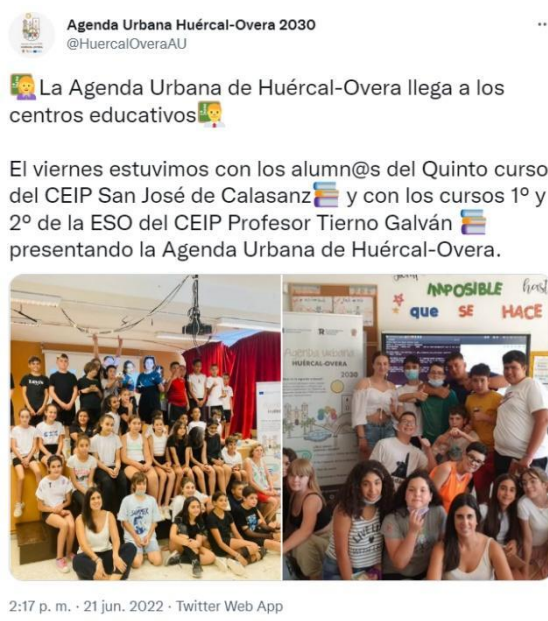 Agenda Urbana Huércal-Overa 2030
@HuercalOveraAU
La Agenda Urbana de Huércal-Overa llega a los
centros educativos
El viernes estuvimos con los alumn@s del Quinto curso
del CEIP San José de Calasanz y con los cursos 1º y
2º de la ESO del CEIP Profesor Tierno Galván
presentando la Agenda Urbana de Huércal-Overa.
IMPOSIBLE hast
que SE HACE
Agenda Urbana
HUÉRCAL-OVERA
2030
2:17 p. m. · 21 jun. 2022 · Twitter Web App